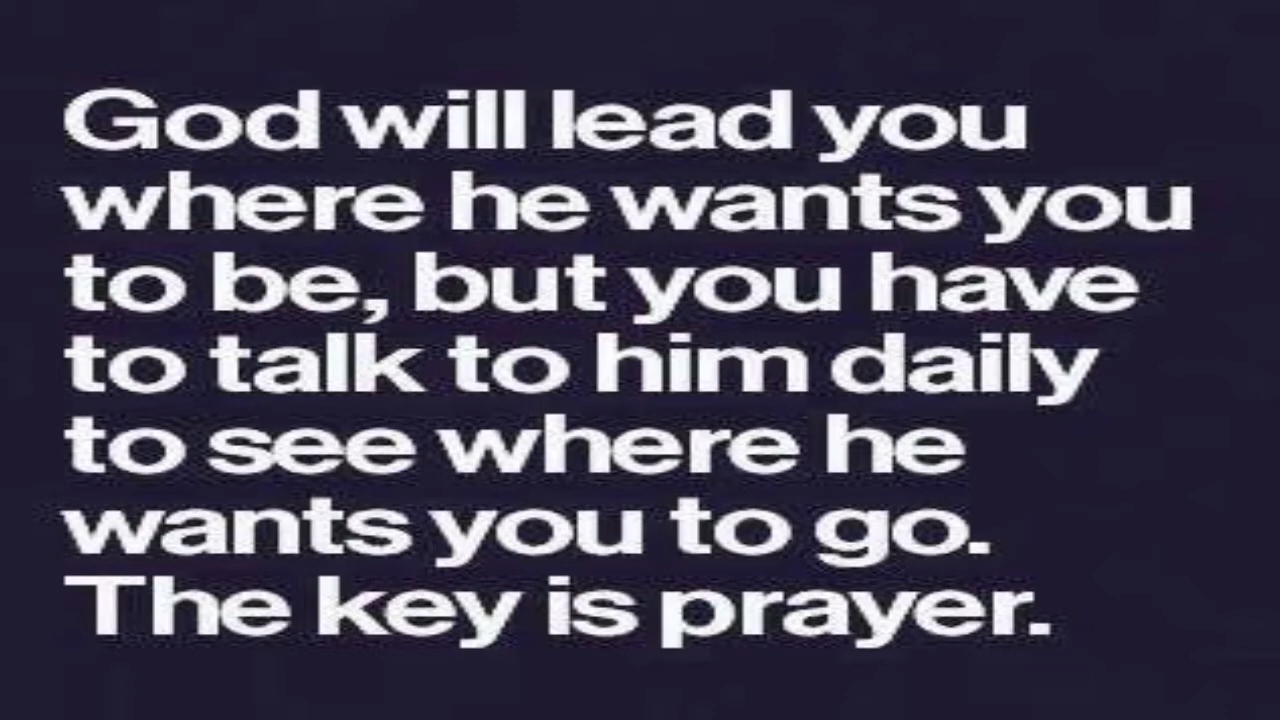 God will lead you
where he wants you
to be, but you have
to talk to him daily
to see where he
wants you to go.
The key is prayer.